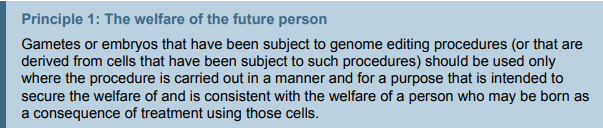 Principle 1: The welfare of the future person
Gametes or embryos that have been subject to genome editing procedures (or that are
derived from cells that have been subject to such procedures) should be used only
where the procedure is carried out in a manner and for a purpose that is intended to
secure the welfare of and is consistent with the welfare of a person who may be born as
a consequence of treatment using those cells.